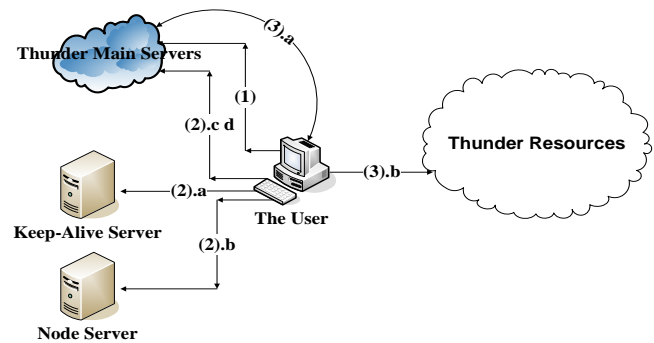 (3).a
Thunder Main Servers
(1)
(2).c d
Thunder Resources
(3).b
(2).a
The User
Keep-Alive Server
(2).b
Node Server